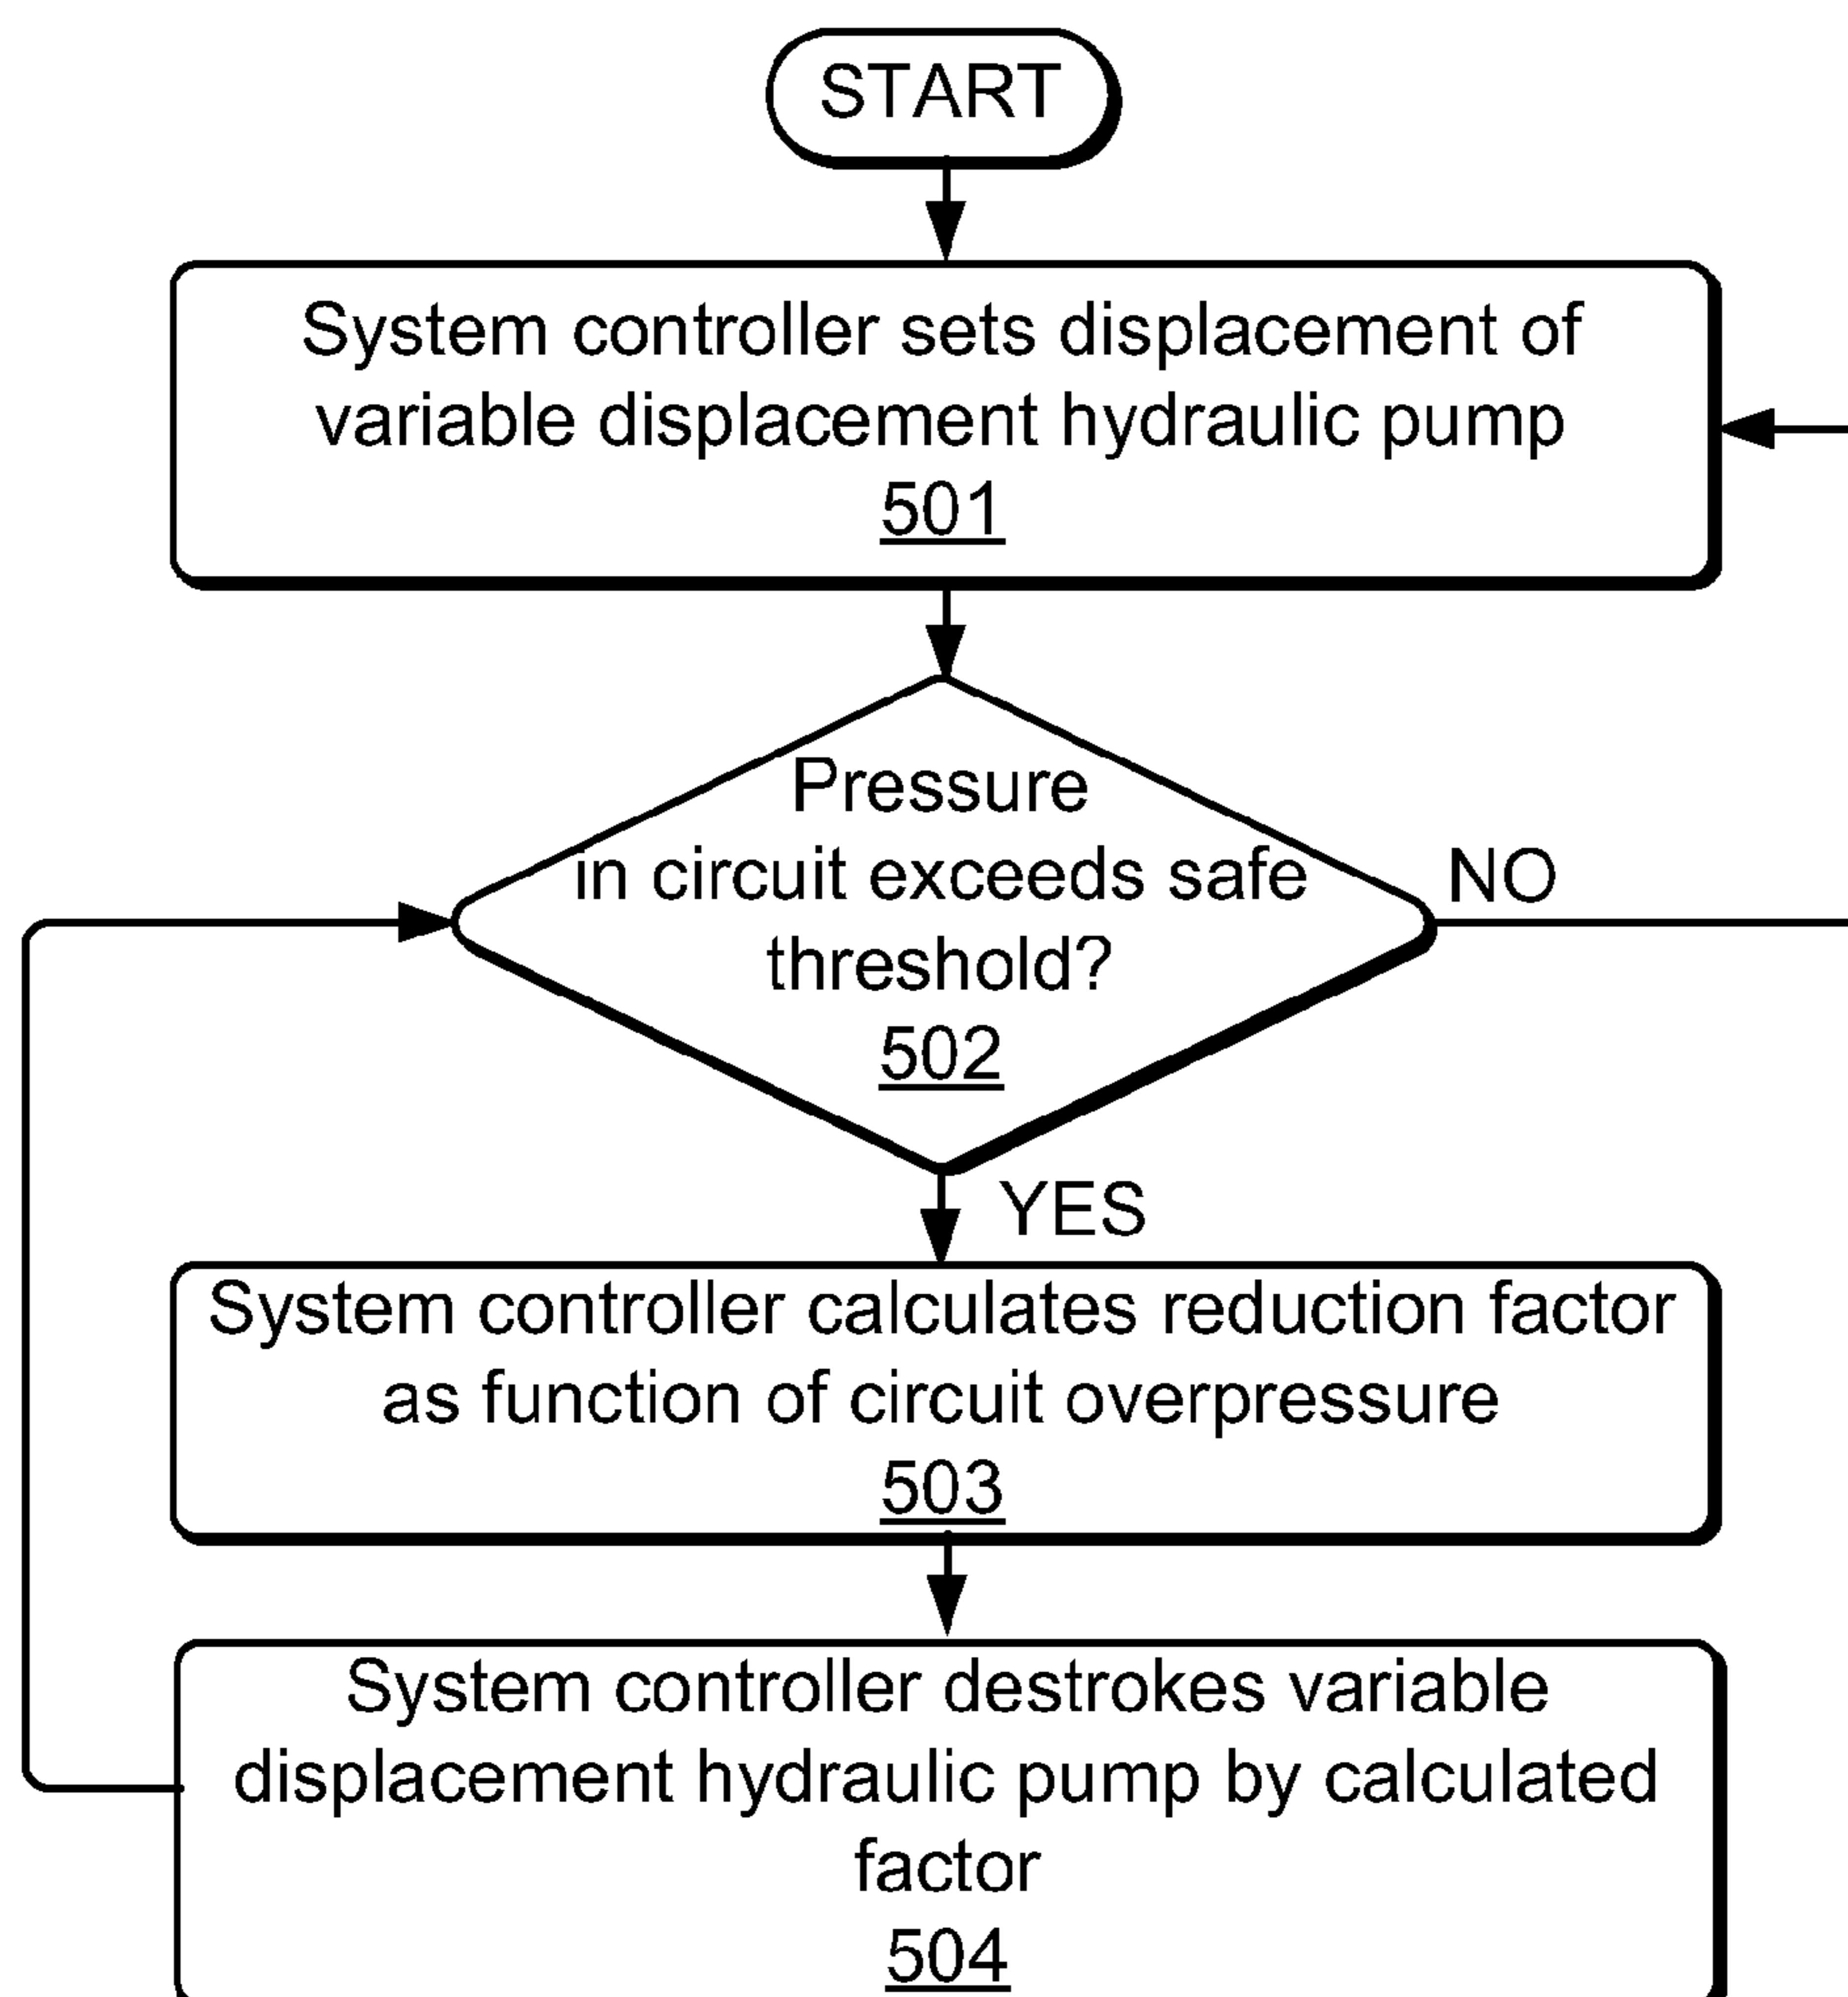 START
System controller sets displacement of
variable displacement hydraulic pump
501
Pressure
in circuit exceeds safe
threshold?
502
NO
YES
System controller calculates reduction factor
as function of circuit overpressure
503
System controller destrokes variable
displacement hydraulic pump by calculated
factor
504